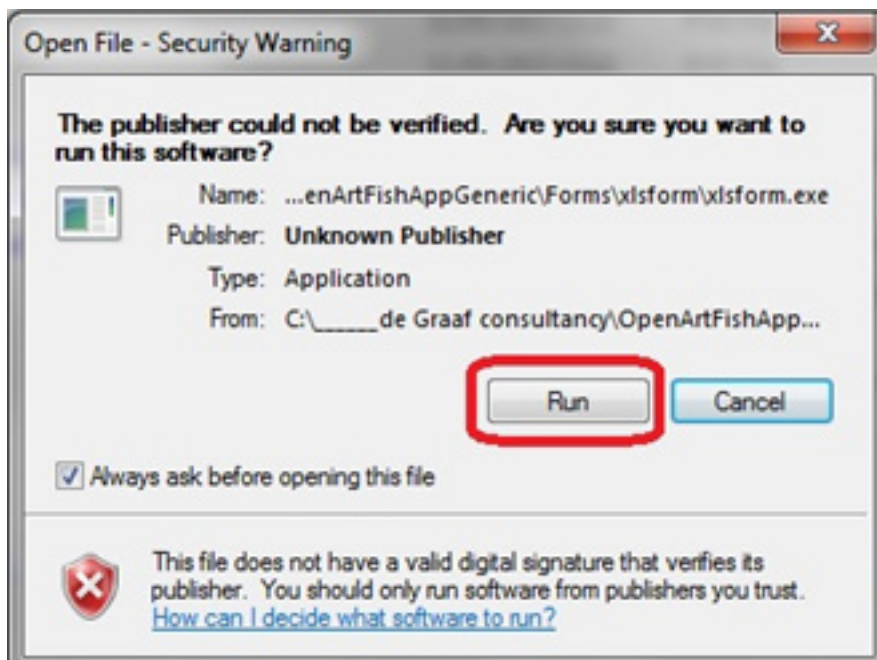 Open File - Security Warning
The publisher could not be verified. Are you sure you want to
run this software?
Name: ...enArtFishAppGeneric\Forms\xlsform\xlsform.exe
Publisher: Unknown Publisher
Type: Application
From: C:\______de Graaf consultancy\OpenArtFishApp...
Run Cancel
Always ask before opening this file
This file does not have a valid digital signature that verifies its
publisher. You should only run software from publishers you trust.
How can I decide what software to run?